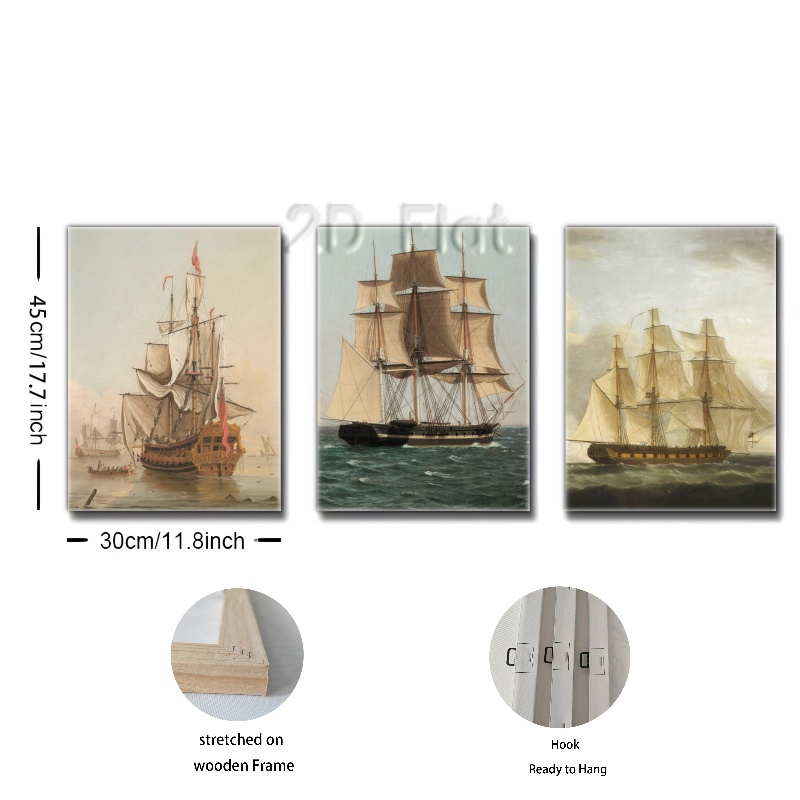 2D Flat
45cm/17.7inch
30cm/11.8inch
stretched on
wooden Frame
Hook
Ready to Hang